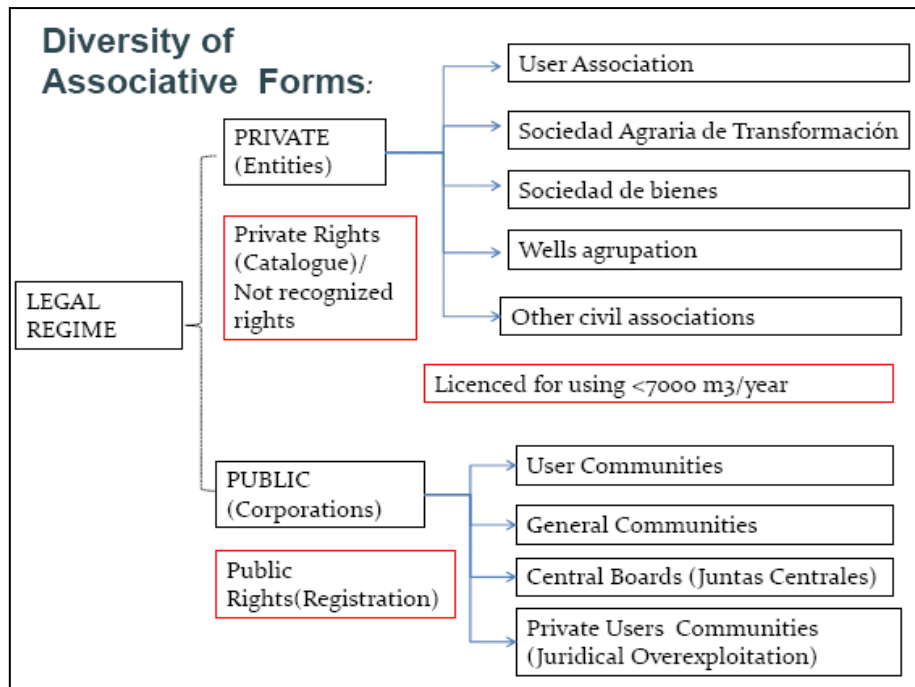 Diversity of
Associative Forms:
User Association
PRIVATE
(Entities)
Sociedad Agraria de Transformación
Sociedad de bienes
Private Rights
(Catalogue)/
Not recognized
rights
Wells agrupation
LEGAL
REGIME
Other civil associations
Licenced for using <7000 m3/year
User Communities
PUBLIC
(Corporations)
General Communities
Public
Rights(Registration)
Central Boards (Juntas Centrales)
Private Users Communities
(Juridical Overexploitation)